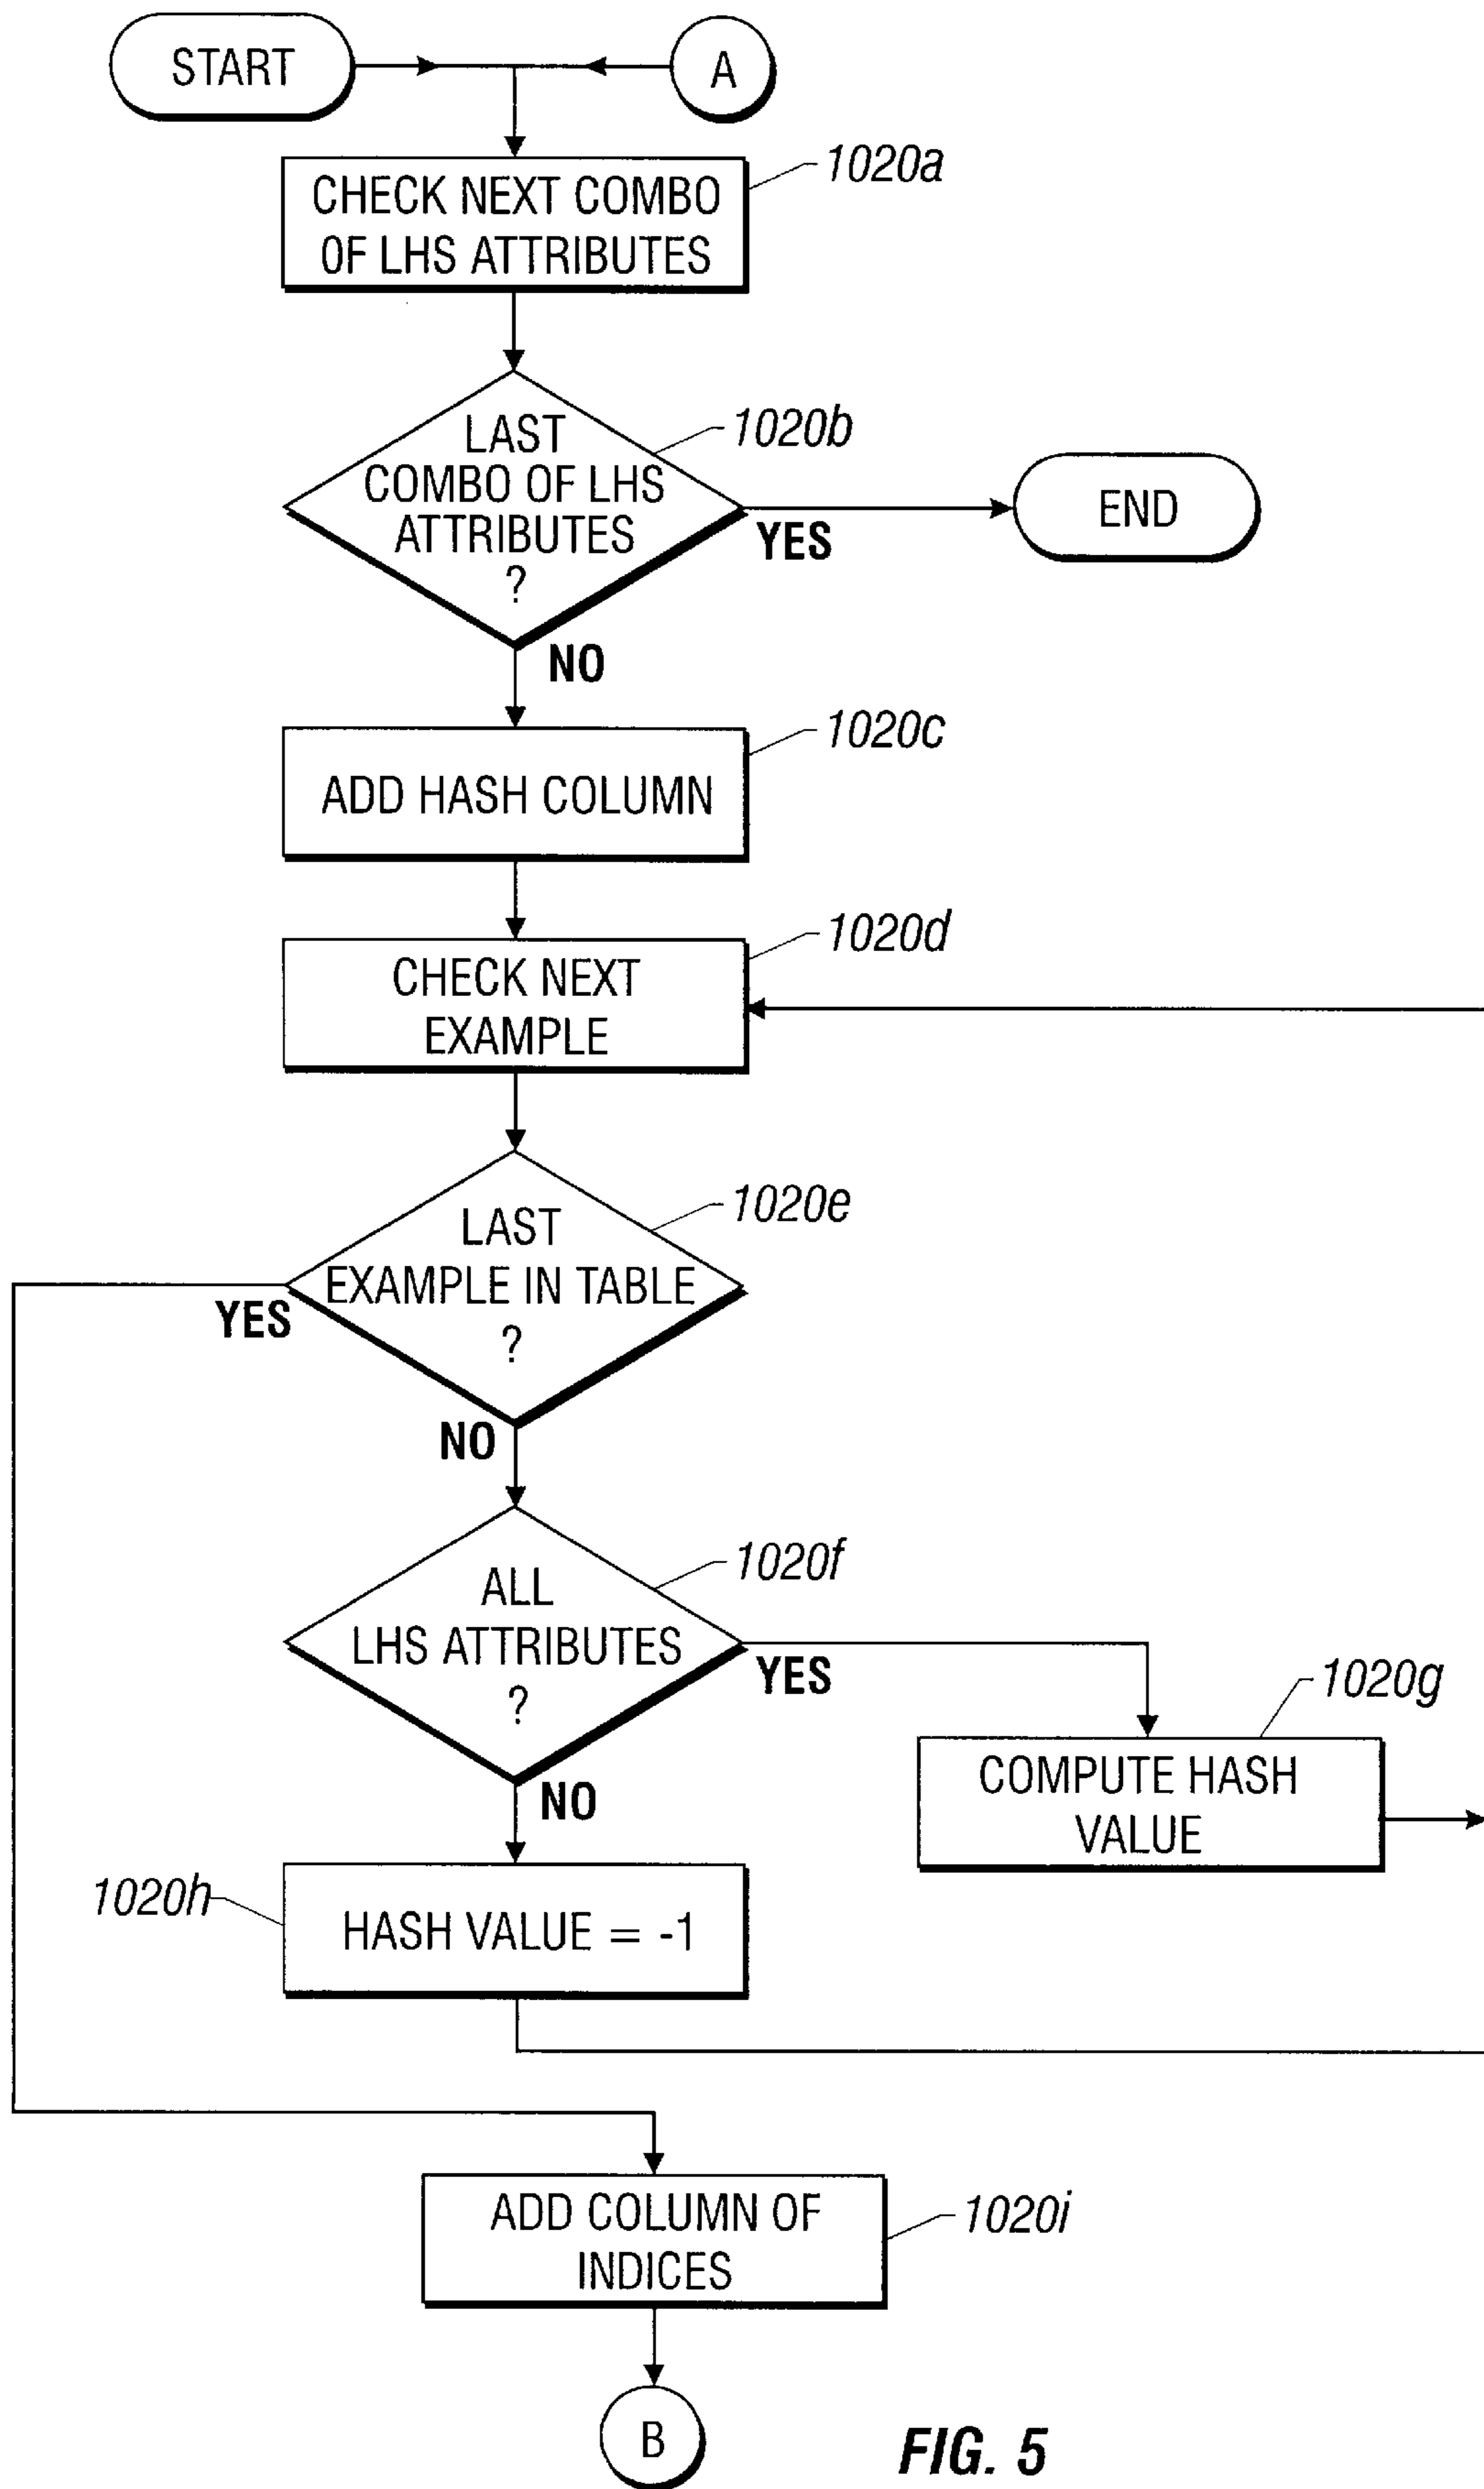 START
A
CHECK NEXT COMBO
OF LHS ATTRIBUTES
1020a
LAST
COMBO OF LHS
ATTRIBUTES
?
1020b
YES
END
NO
ADD HASH COLUMN
1020c
CHECK NEXT
EXAMPLE
1020d
LAST
EXAMPLE IN TABLE
?
1020e
YES
NO
ALL
LHS ATTRIBUTES
?
1020f
YES
COMPUTE HASH
VALUE
1020g
NO
HASH VALUE = -1
1020h
ADD COLUMN OF
INDICES
1020i
B
FIG. 5